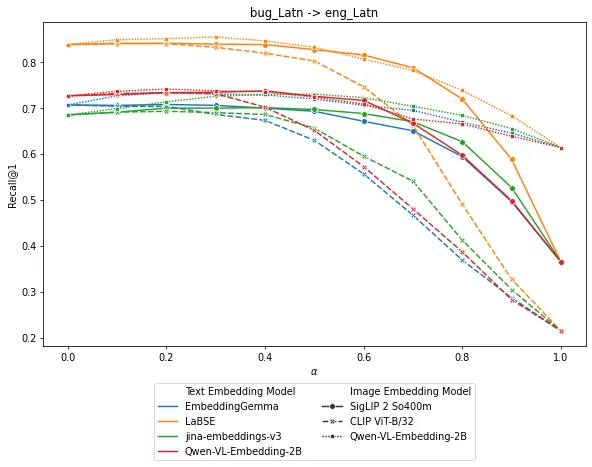 bug_Latn -> eng_Latn
Recall@1
0.8
0.7
0.6
0.5
0.4
0.3
0.2
0.0
0.2
0.4
0.6
0.8
1.0
α
Text Embedding Model
EmbeddingGemma
LaBSE
jina-embeddings-v3
Qwen-VL-Embedding-2B
Image Embedding Model
SigLIP 2 So400m
CLIP ViT-B/32
Qwen-VL-Embedding-2B